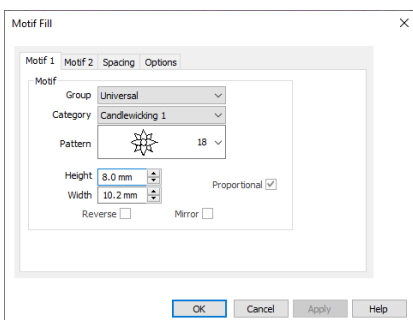 Motif Fill
Motif 1 Motif 2 Spacing Options
Motif
Group Universal
Category Candlewicking 1
Pattern 18
Height 8.0 mm
Proportional
Width 10.2 mm
Reverse Mirror
OK Cancel Apply Help